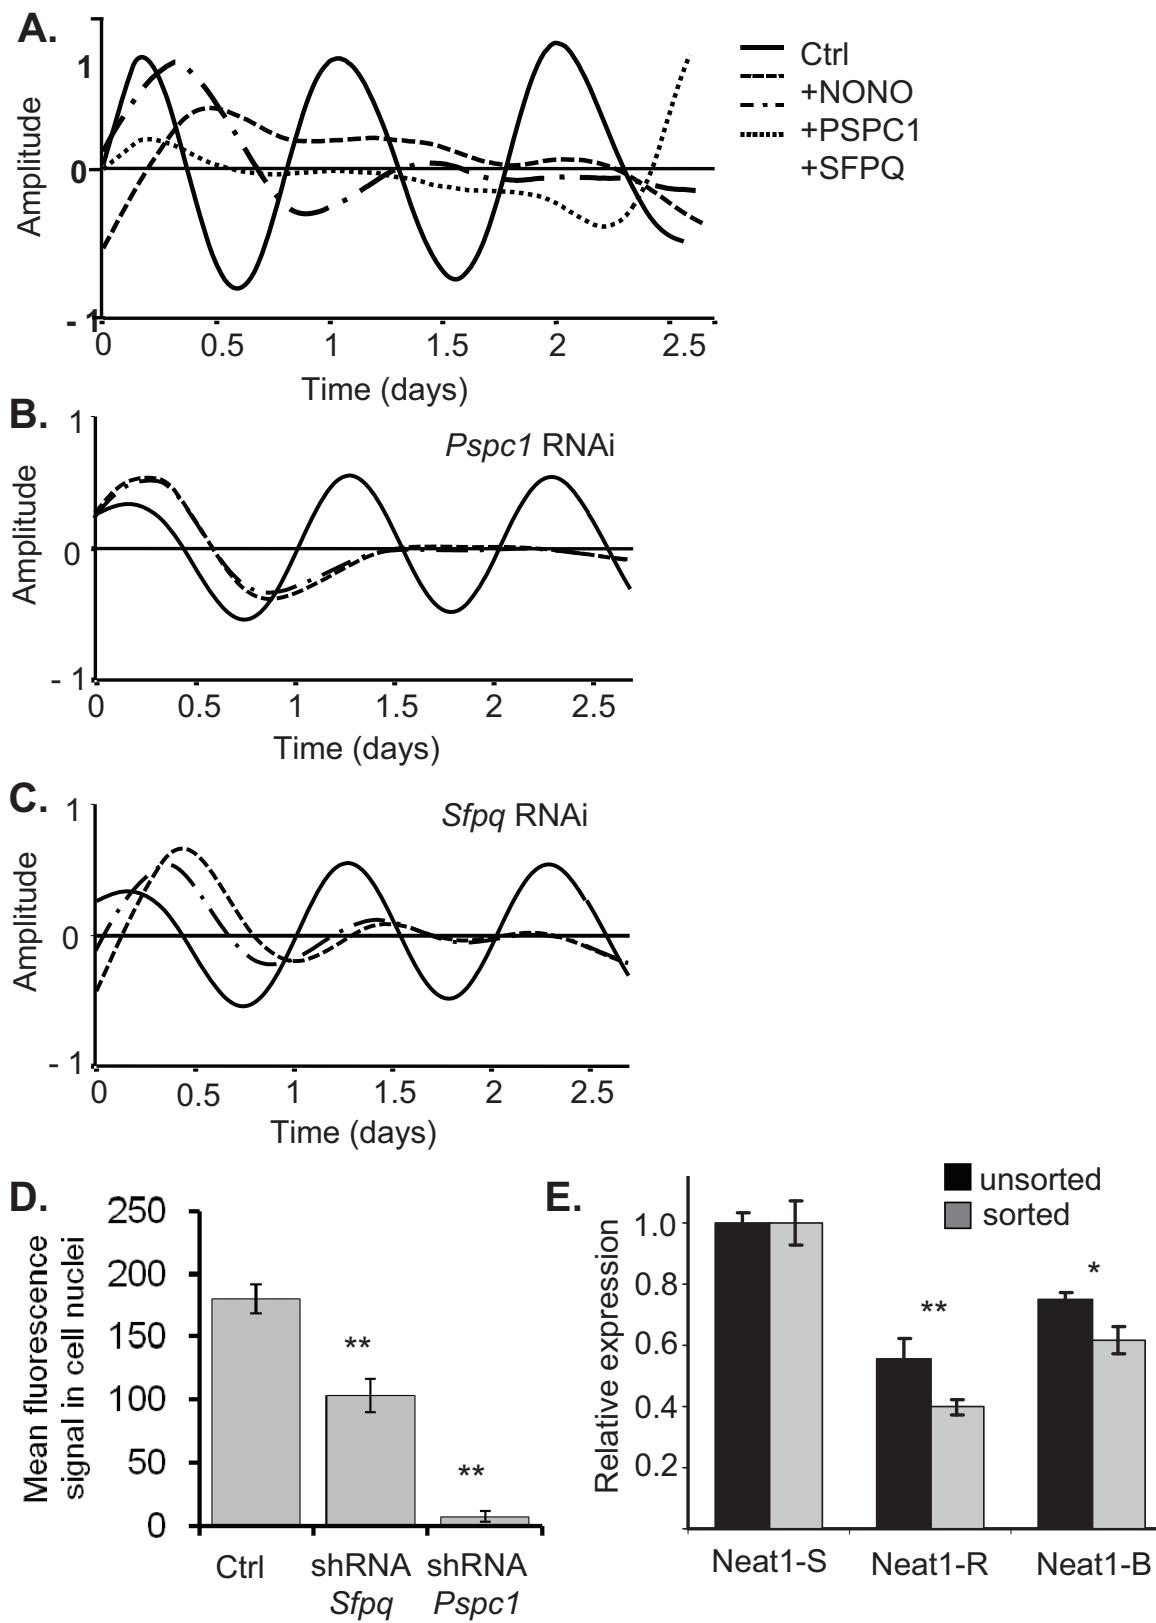 A.
Amplitude
1
0
- 1
0 0.5 1 1.5 2 2.5
Time (days)
Ctrl
+NONO
+PSPC1
+SFPQ
B.
Pspc1 RNAi
Amplitude
1
0
- 1
0 0.5 1 1.5 2 2.5
Time (days)
C.
Sfpq RNAi
Amplitude
1
0
- 1
0 0.5 1 1.5 2 2.5
Time (days)
D.
Mean fluorescence
signal in cell nuclei
250
200
150
100
50
0
**
**
Ctrl shRNA shRNA
Sfpq Pspc1
E.
unsorted
sorted
Relative expression
1.0
0.8
0.6
0.4
0.2
**
*
Neat1-S Neat1-R Neat1-B